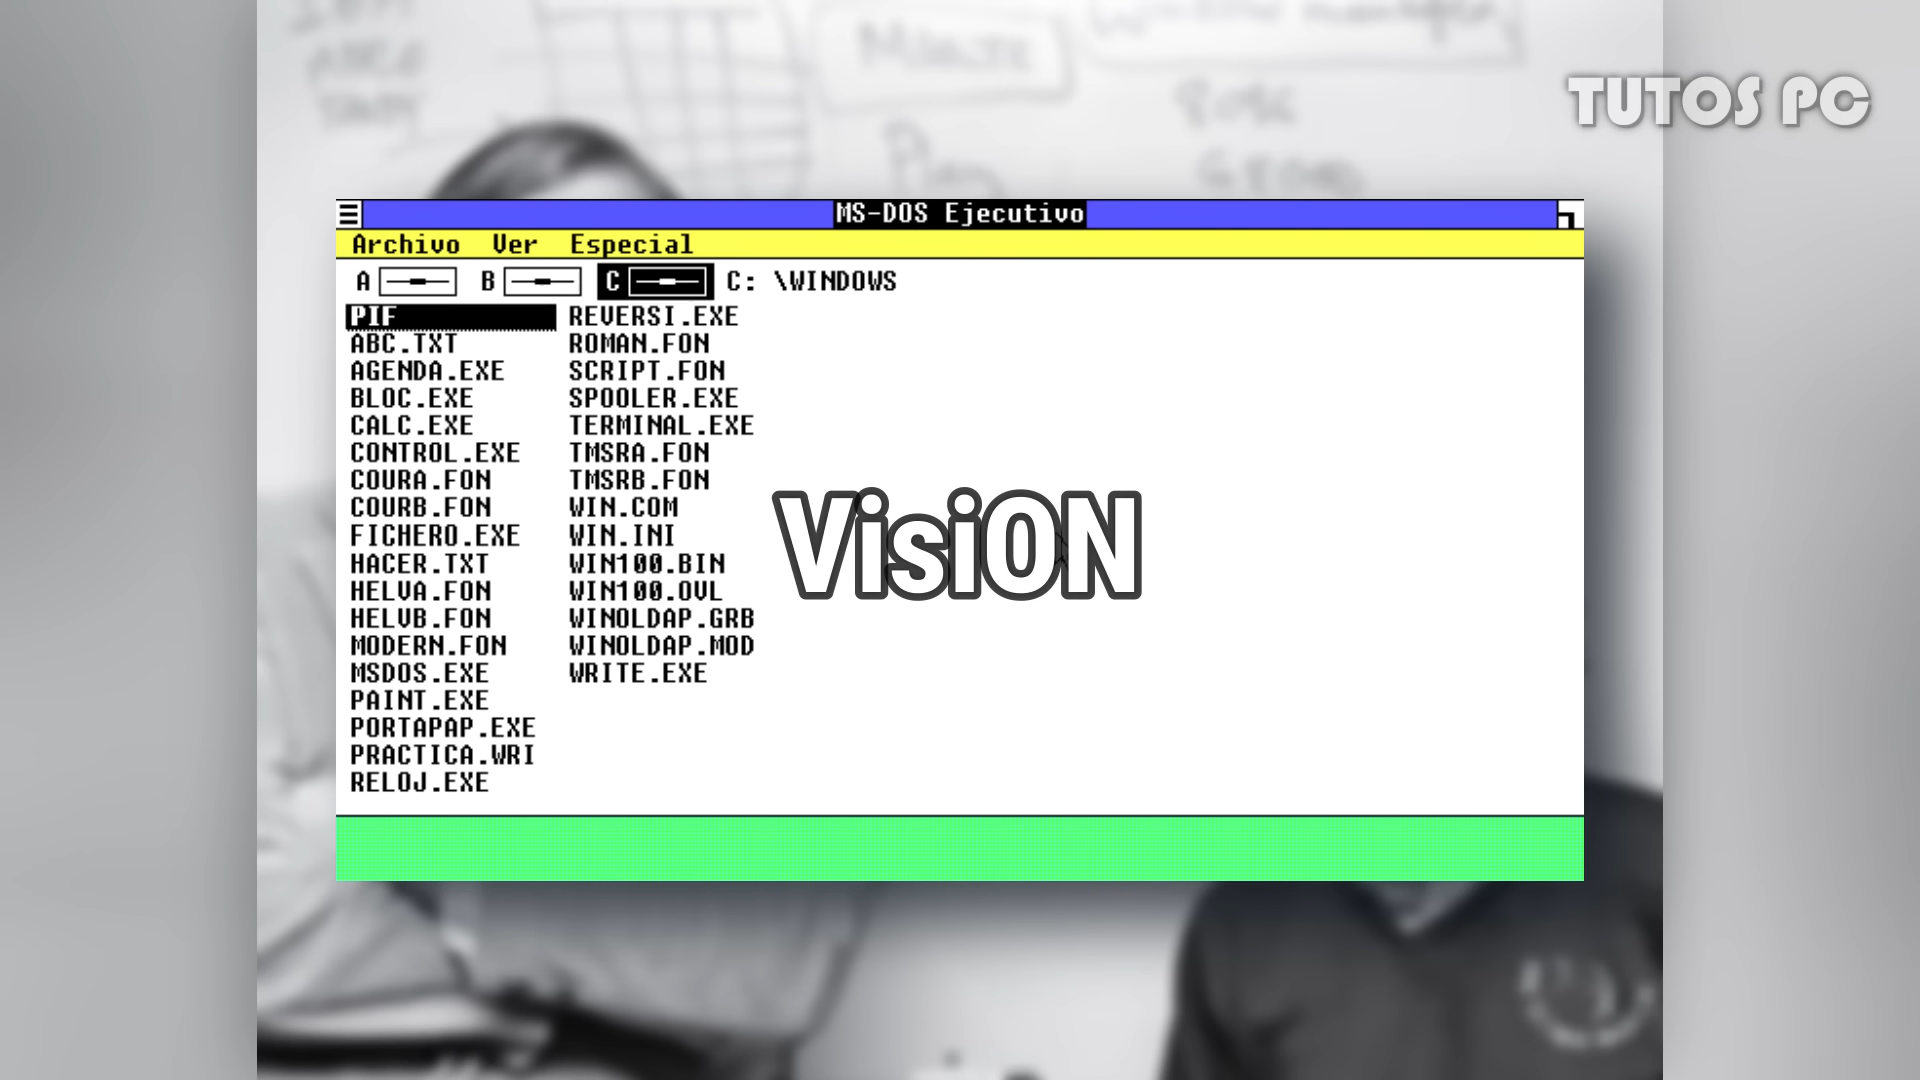 TUTOS PC
MS-DOS Ejecutivo
Archivo Ver Especial
A B C C: \WINDOWS
PIF REVERSI.EXE
ABC.TXT ROMAN.FON
AGENDA.EXE SCRIPT.FON
BLOC.EXE SPOOLER.EXE
CALC.EXE TERMINAL.EXE
CONTROL.EXE TMSRA.FON
COURA.FON TMSRB.FON
COURB.FON WIN.COM
FICHERO.EXE WIN.INI
HACER.TXT WIN100.BIN
HELVA.FON WIN100.OVL
HELVB.FON WINOLDAP.GRB
MODERN.FON WINOLDAP.MOD
MSDOS.EXE WRITE.EXE
PAINT.EXE
PORTAPAP.EXE
PRACTICA.WRI
RELOJ.EXE
VisiON